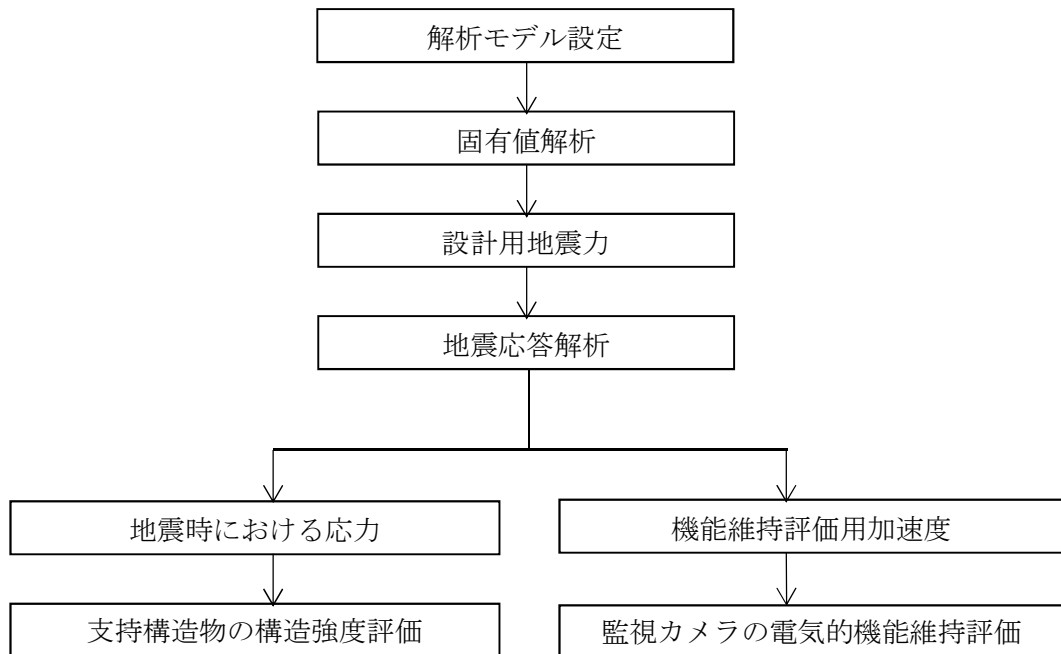 解析モデル設定
固有値解析
設計用地震力
地震応答解析
地震時における応力
機能維持評価用加速度
支持構造物の構造強度評価
監視カメラの電気的機能維持評価